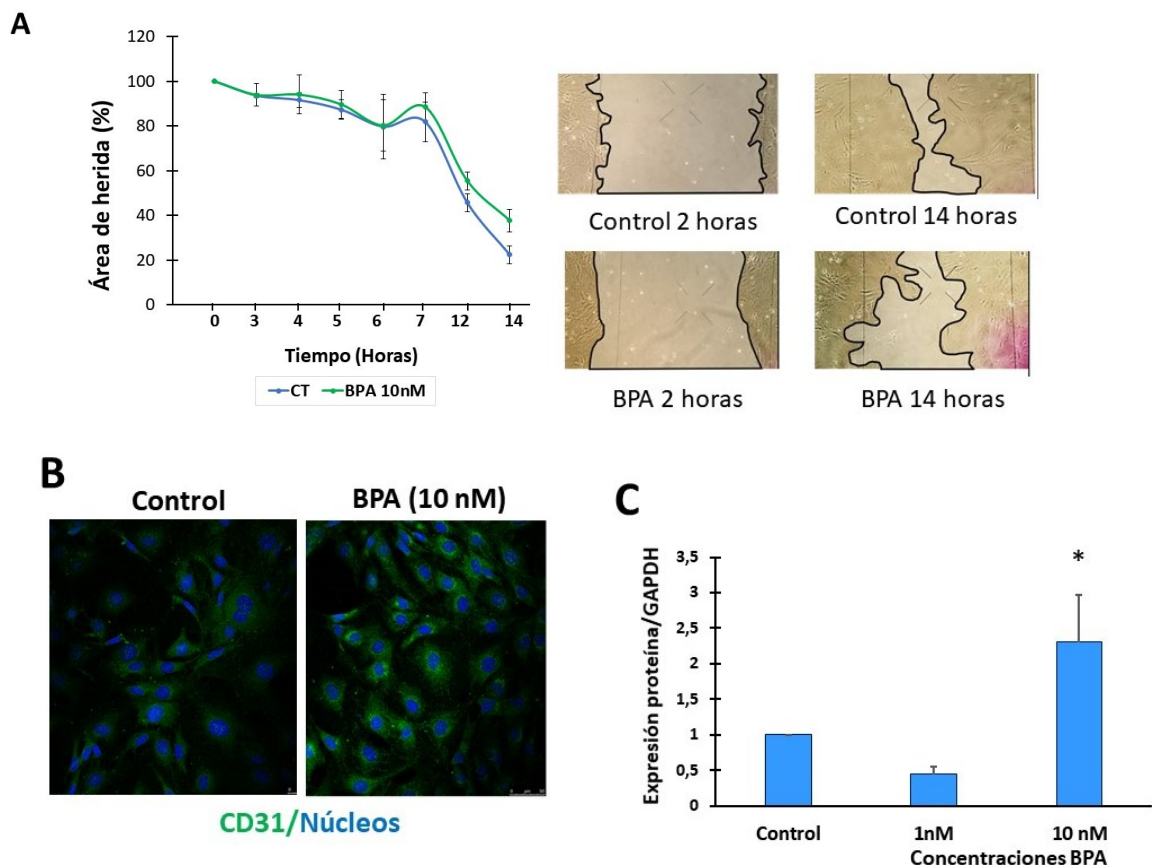 A
Área de herida (%)
120
100
80
60
40
20
0
0 3 4 5 6 7 12 14
Tiempo (Horas)
CT BPA 10nM
Control 2 horas
Control 14 horas
BPA 2 horas
BPA 14 horas
B
Control
BPA (10 nM)
CD31/Núcleos
C
Expresión proteína/GAPDH
3,5
3
2,5
2
1,5
1
0,5
0
*
Control 1nM 10 nM
Concentraciones BPA